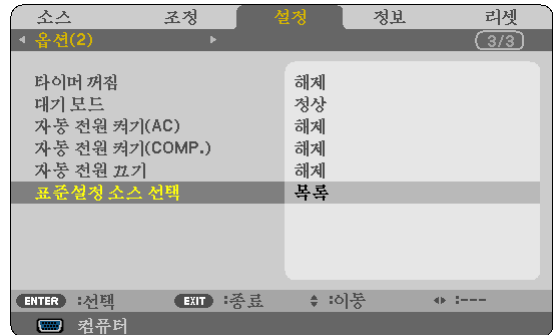 소스 조정 설정 정보 리셋
옵션(2) 3/3
타이머 꺼짐 해제
대기 모드 정상
자동 전원 켜기(AC) 해제
자동 전원 켜기(COMP.) 해제
자동 전원 끄기 해제
표준설정 소스 선택 목록
ENTER :선택 EXIT :종료 :이동 :---
컴퓨터